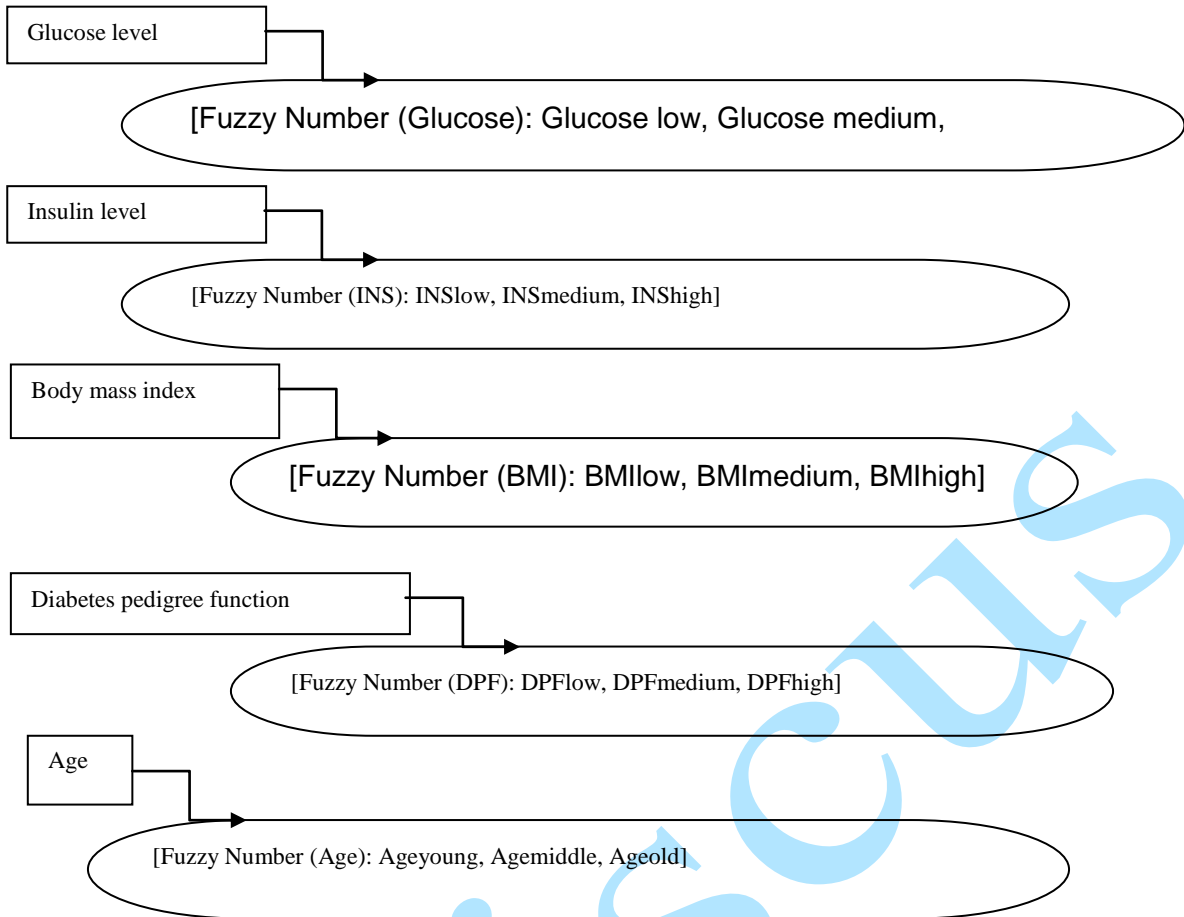 Glucose level
[Fuzzy Number (Glucose): Glucose low, Glucose medium,
Insulin level
[Fuzzy Number (INS): INSlow, INSmedium, INShigh]
Body mass index
[Fuzzy Number (BMI): BMIlow, BMImedium, BMIhigh]
Diabetes pedigree function
[Fuzzy Number (DPF): DPFlow, DPFmedium, DPFhigh]
Age
[Fuzzy Number (Age): Ageyoung, Agemiddle, Ageold]